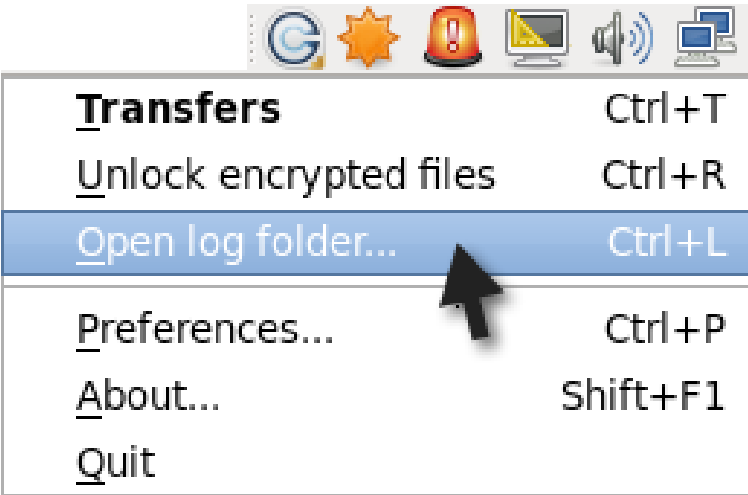 Transfers Ctrl+T
Unlock encrypted files Ctrl+R
Open log folder... Ctrl+L
Preferences... Ctrl+P
About... Shift+F1
Quit